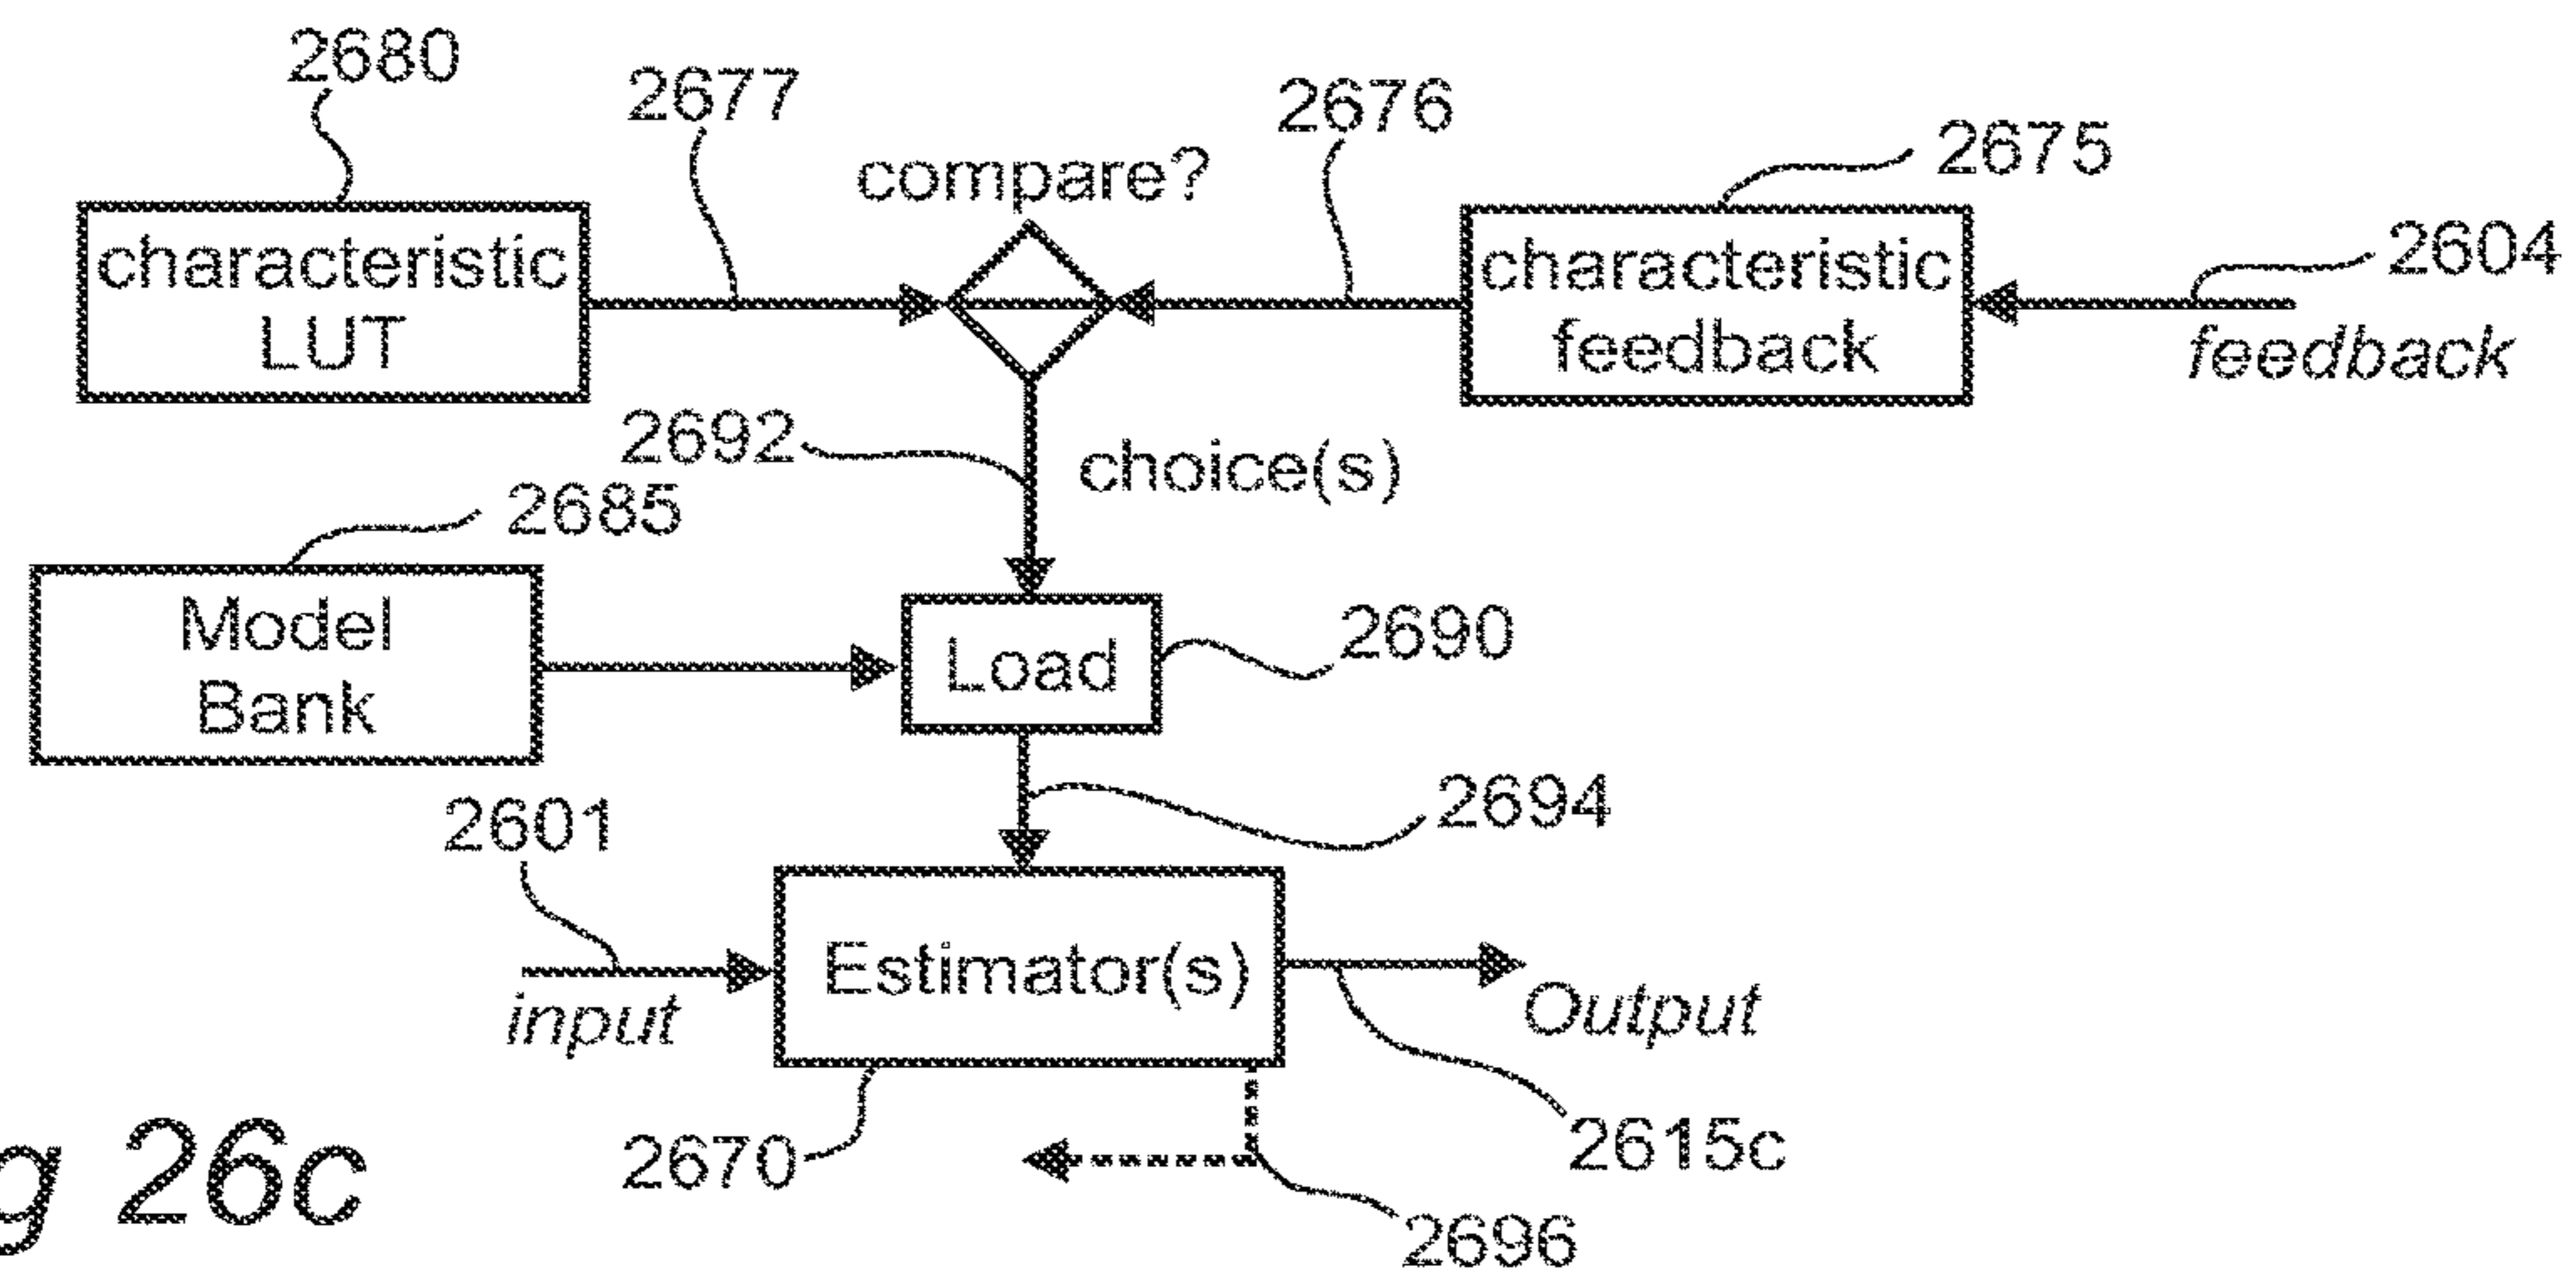 2680
2677
2676
2675
compare?
2604
characteristic
LUT
characteristic
feedback
feedback
2692
choice(s)
2685
Model
Bank
Load
2690
2694
2601
input
Estimator(s)
Output
2670
2615c
2696
g 26c